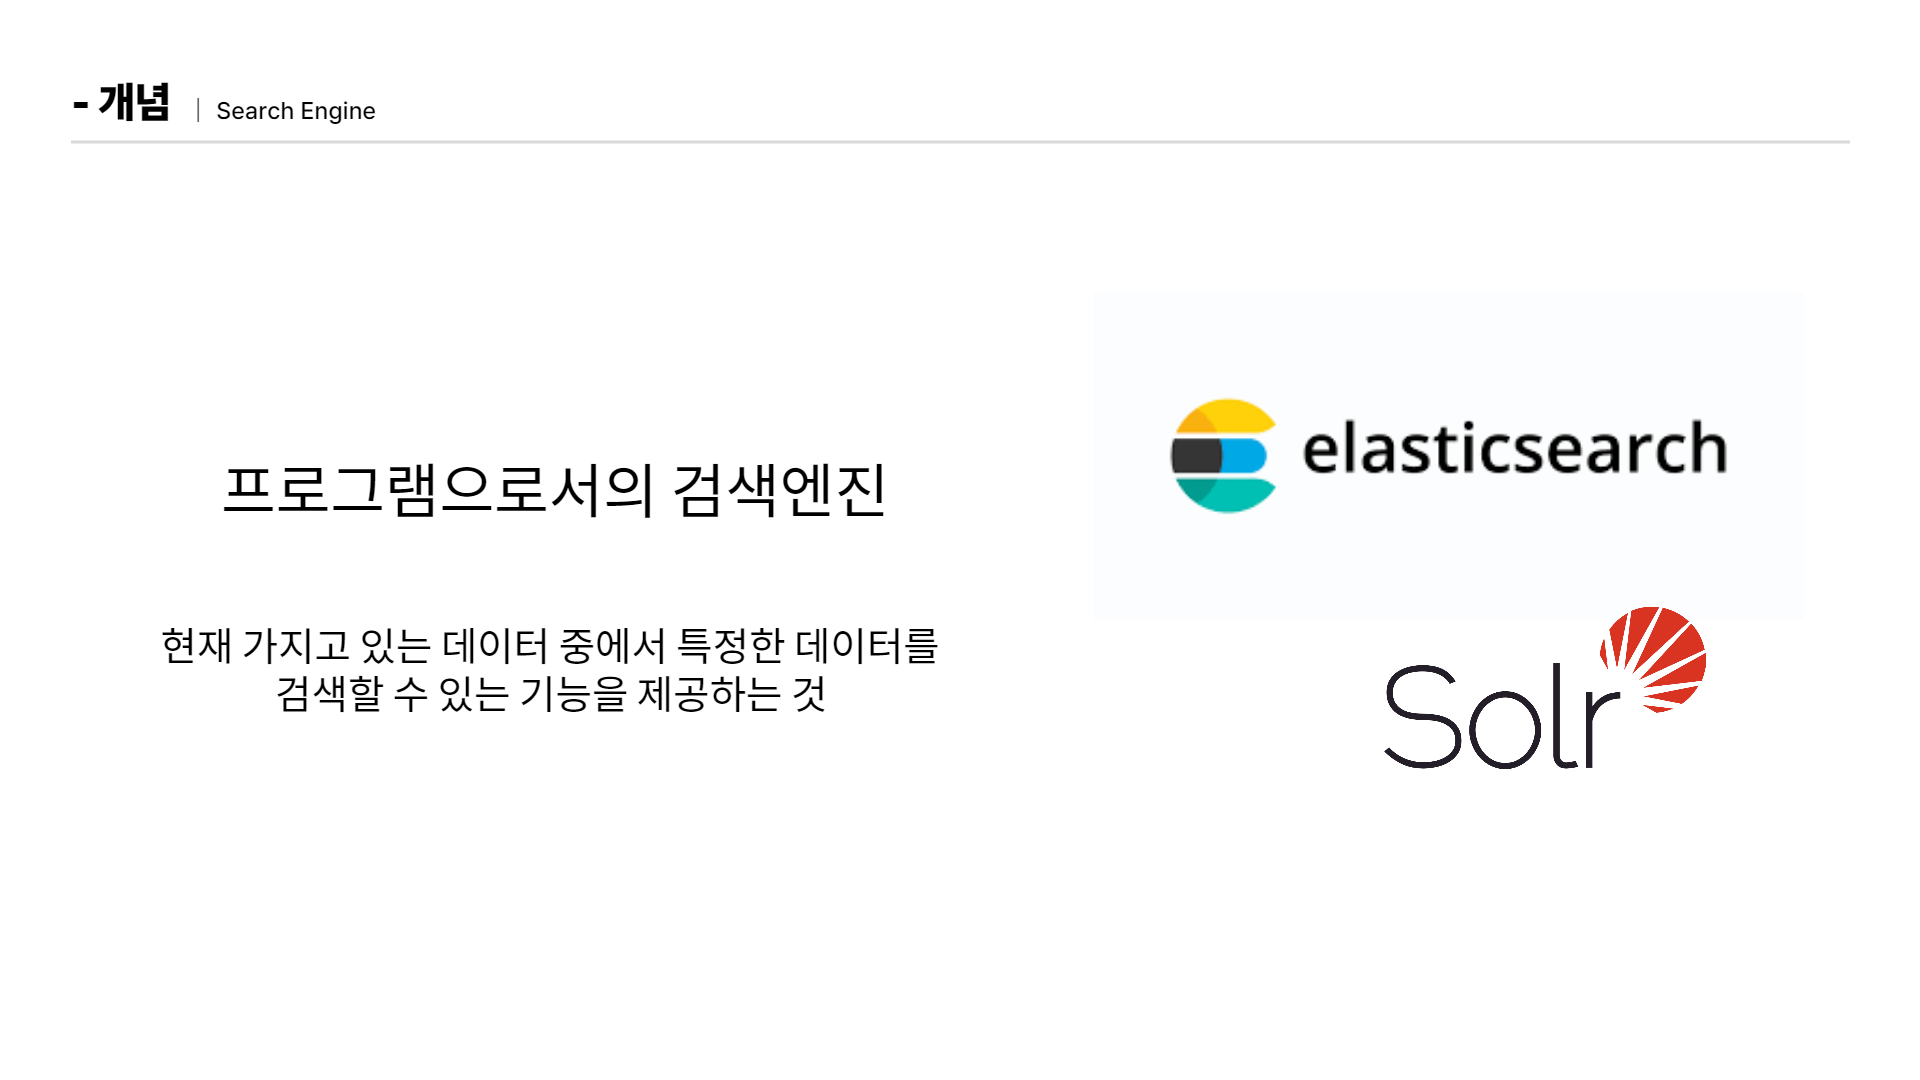 - 개념 | Search Engine
프로그램으로서의 검색엔진
현재 가지고 있는 데이터 중에서 특정한 데이터를
검색할 수 있는 기능을 제공하는 것
elasticsearch
Solr